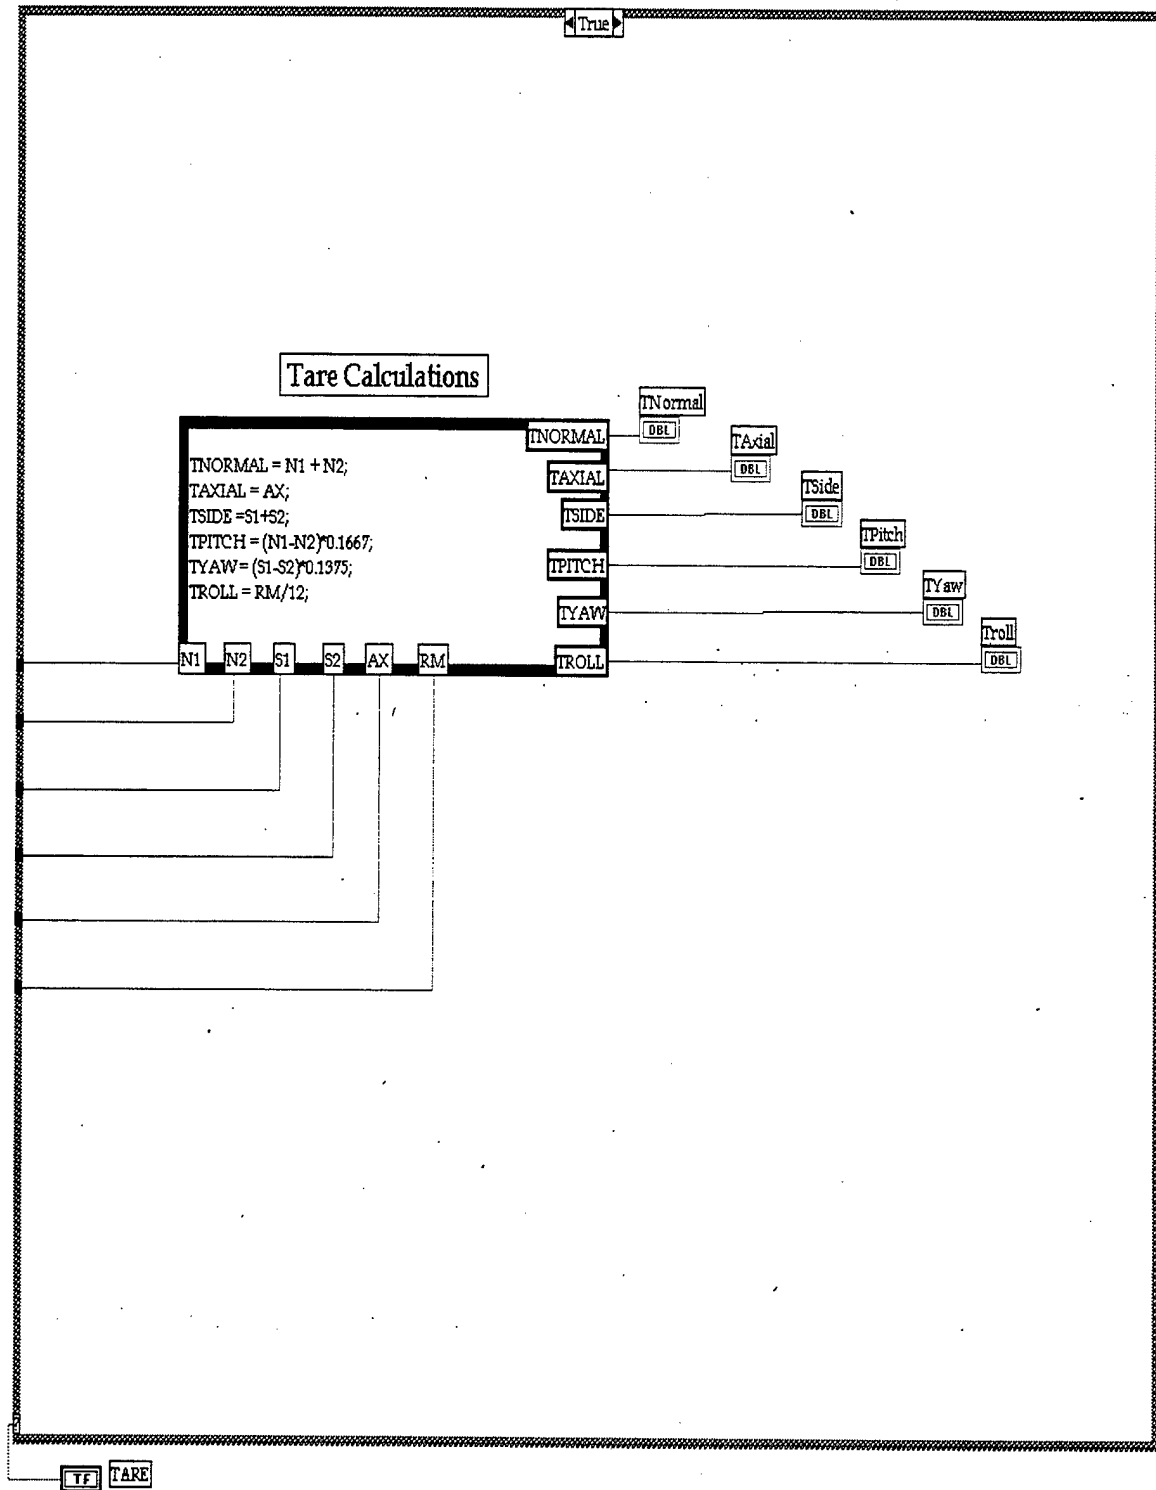 True
Tare Calculations
TNORMAL = N1 + N2;
TAXIAL = AX;
TSIDE =S1+S2;
TPITCH = (N1-N2)*0.1667;
TYAW= (S1-S2)*0.1375;
TROLL = RM/12;
TNORMAL
TAXIAL
TSIDE
TPITCH
TYAW
TROLL
N1 N2 S1 S2 AX RM
TNormal
DBL
TAxial
DBL
TSide
DBL
TPitch
DBL
TYaw
DBL
Troll
DBL
TF TARE